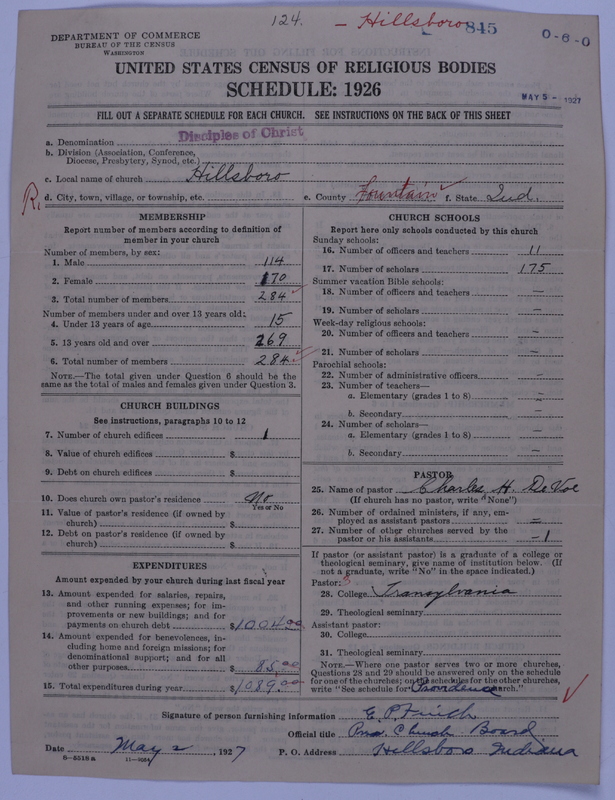 124. - Hillsboro 845 0-6-0
DEPARTMENT OF COMMERCE
BUREAU OF THE CENSUS
WASHINGTON
UNITED STATES CENSUS OF RELIGIOUS BODIES
SCHEDULE: 1926
MAY 5 - 1927
FILL OUT A SEPARATE SCHEDULE FOR EACH CHURCH. SEE INSTRUCTIONS ON THE BACK OF THIS SHEET
a. Denomination Disciples of Christ
b. Division (Association, Conference,
Diocese, Presbytery, Synod, etc.)
c. Local name of church Hillsboro
R. d. City, town, village, or township, etc. e. County Fountain f. State Ind.
MEMBERSHIP
Report number of members according to definition of
member in your church
Number of members, by sex:
1. Male 114
2. Female 170
3. Total number of members 284
Number of members under and over 13 years old:
4. Under 13 years of age 15
5. 13 years old and over 269
6. Total number of members 284
NOTE.—The total given under Question 6 should be the
same as the total of males and females given under Question 3.
CHURCH BUILDINGS
See instructions, paragraphs 10 to 12
7. Number of church edifices 1
8. Value of church edifices $
9. Debt on church edifices $
10. Does church own pastor's residence No
Yes or No
11. Value of pastor's residence (if owned by
church) $
12. Debt on pastor's residence (if owned by
church) $
EXPENDITURES
Amount expended by your church during last fiscal year
13. Amount expended for salaries, repairs,
and other running expenses; for im-
provements or new buildings; and for
payments on church debt $1004.00
14. Amount expended for benevolences, in-
cluding home and foreign missions; for
denominational support; and for all
other purposes $ 85.00
15. Total expenditures during year $1089.00
CHURCH SCHOOLS
Report here only schools conducted by this church
Sunday schools:
16. Number of officers and teachers 11
17. Number of scholars 175
Summer vacation Bible schools:
18. Number of officers and teachers –
19. Number of scholars –
Week-day religious schools:
20. Number of officers and teachers –
21. Number of scholars –
Parochial schools:
22. Number of administrative officers –
23. Number of teachers—
a. Elementary (grades 1 to 8) –
b. Secondary –
24. Number of scholars—
a. Elementary (grades 1 to 8) –
b. Secondary –
PASTOR
25. Name of pastor Charles H. DeVoe
(If church has no pastor, write "None")
26. Number of ordained ministers, if any, em-
ployed as assistant pastors –
27. Number of other churches served by the
pastor or his assistants –1
If pastor (or assistant pastor) is a graduate of a college or
theological seminary, give name of institution below. (If
not a graduate, write "No" in the space indicated.)
Pastor:
28. College Transylvania
29. Theological seminary
Assistant pastor:
30. College
31. Theological seminary
NOTE.—Where one pastor serves two or more churches,
Questions 28 and 29 should be answered only on the schedule
for one of the churches; on the schedules for the other churches,
write "See schedule for Providence church."
Signature of person furnishing information E P Finch
Official title Pres. Church Board
Date May 2, 1927 P. O. Address Hillsboro Indiana
8-5518 a 11-9054